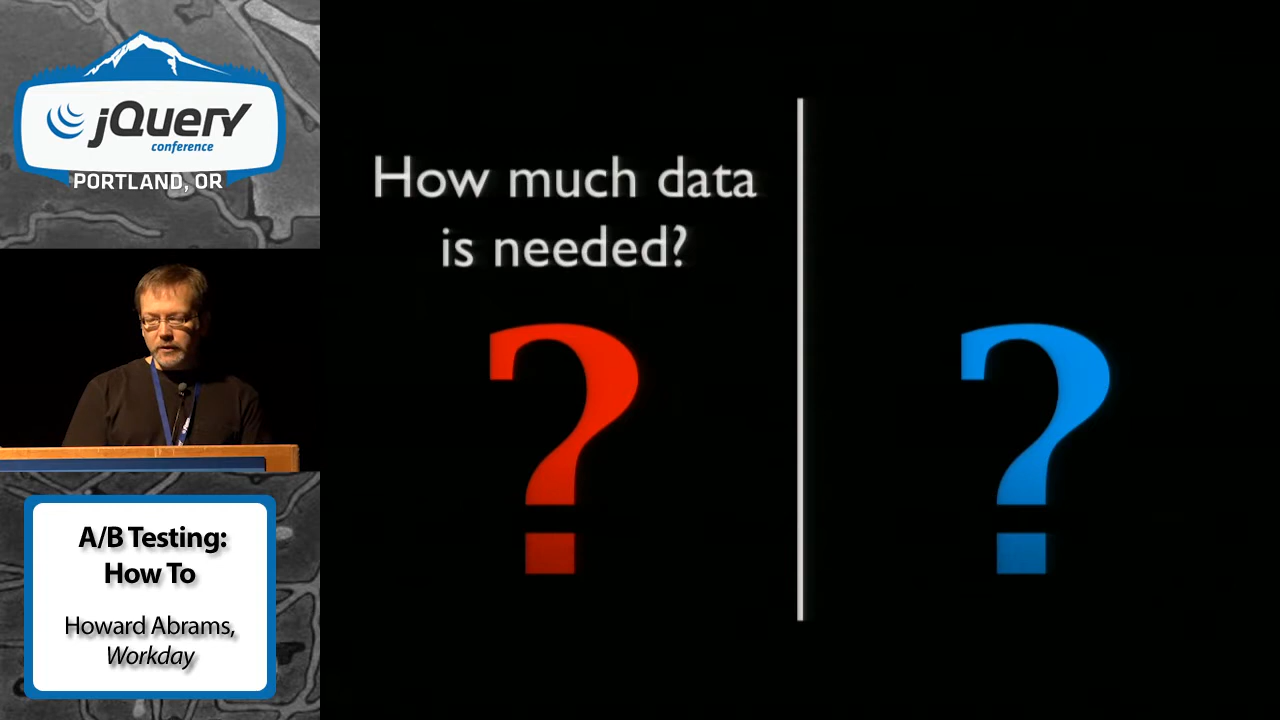 jQuery
conference
PORTLAND, OR
How much data
is needed?
?
?
A/B Testing:
How To
Howard Abrams,
Workday